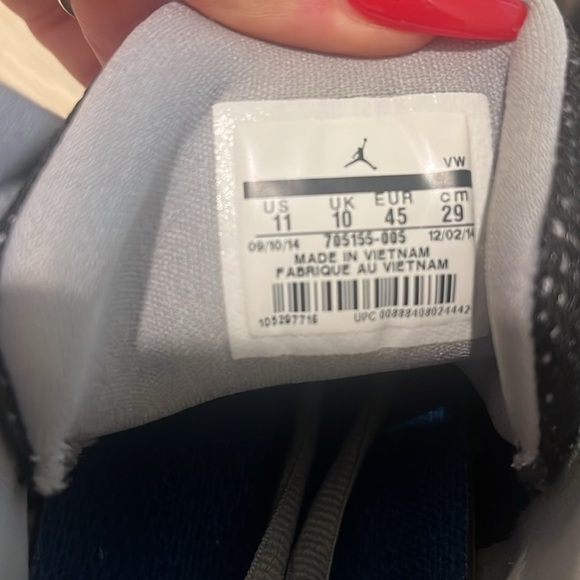 VW
US UK EUR cm
11 10 45 29
09/10/14 705155-005 12/02/14
MADE IN VIETNAM
FABRIQUE AU VIETNAM
105297716 UPC 00888408024442